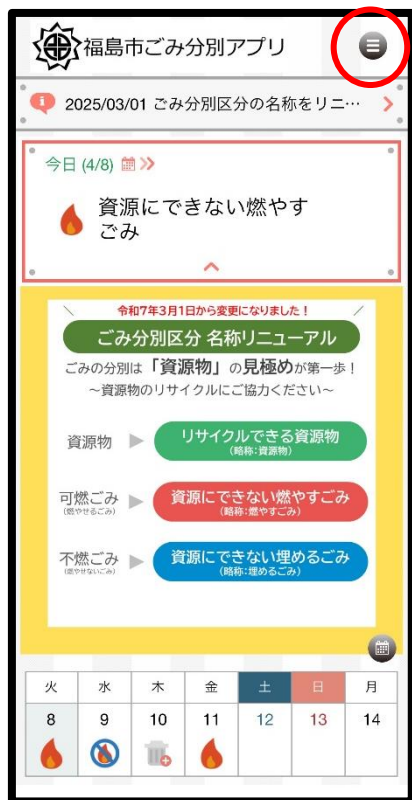 福島市ごみ分別アプリ
2025/03/01 ごみ分別区分の名称をリニ…
今日 (4/8)
資源にできない燃やす
ごみ
令和7年3月1日から変更になりました！
ごみ分別区分 名称リニューアル
ごみの分別は「資源物」の見極めが第一歩！
～資源物のリサイクルにご協力ください～
資源物
リサイクルできる資源物
(略称:資源物)
可燃ごみ
(燃やせるごみ)
資源にできない燃やすごみ
(略称:燃やすごみ)
不燃ごみ
(燃やせないごみ)
資源にできない埋めるごみ
(略称:埋めるごみ)
火 水 木 金 土 日 月
8 9 10 11 12 13 14